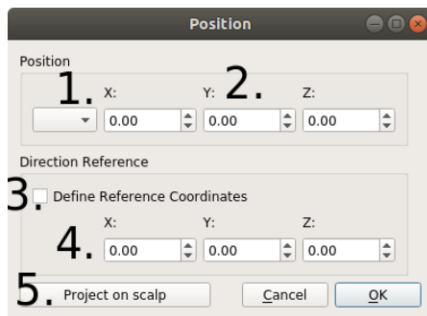 Position
Position
1. X: Y: 2. Z:
0.00 0.00 0.00
Direction Reference
3. Define Reference Coordinates
X: Y: Z:
4. 0.00 0.00 0.00
5. Project on scalp Cancel OK